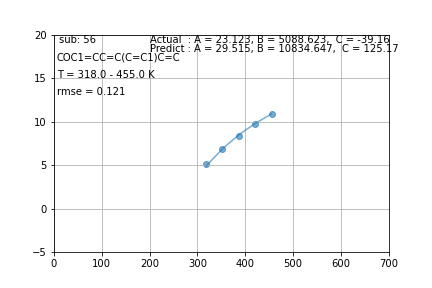 sub: 56
Actual : A = 23.123, B = 5088.623, C = -39.16
Predict : A = 29.515, B = 10834.647, C = 125.17
COC1=CC=C(C=C1)C=C
T = 318.0 - 455.0 K
rmse = 0.121
20
15
10
5
0
−5
0 100 200 300 400 500 600 700